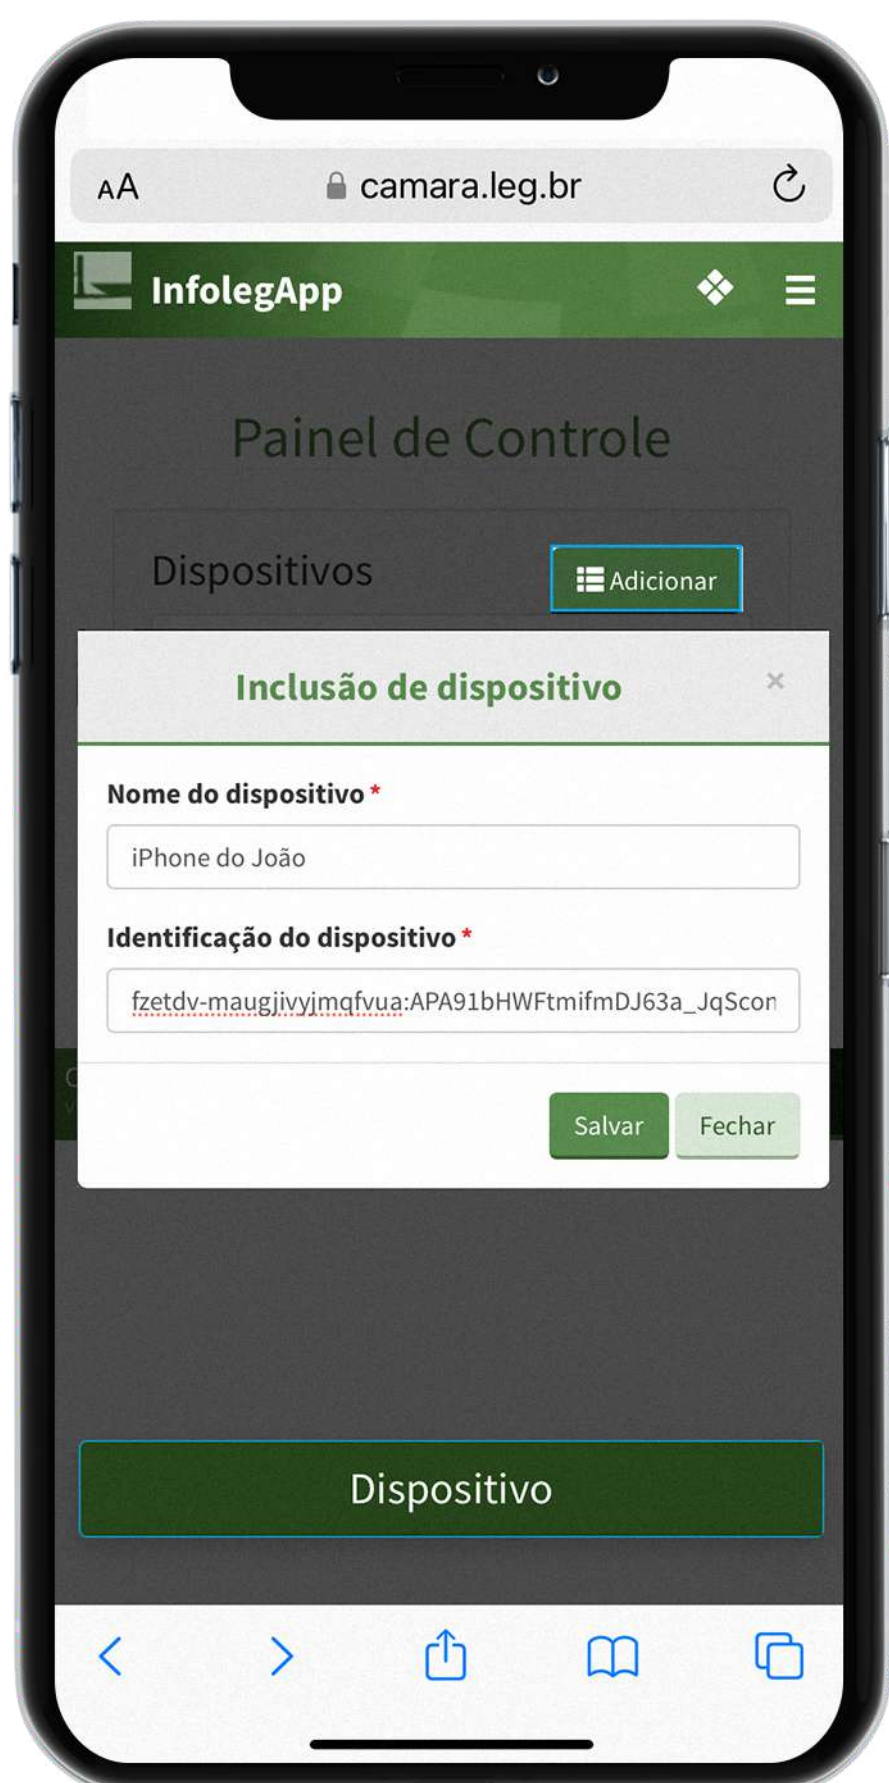 AA camara.leg.br
InfolegApp
Painel de Controle
Dispositivos
Adicionar
Inclusão de dispositivo ×
Nome do dispositivo *
iPhone do João
Identificação do dispositivo *
fzetdv-maugjivyjmqfvua:APA91bHWFtmifmDJ63a_JqScon
Salvar Fechar
Dispositivo